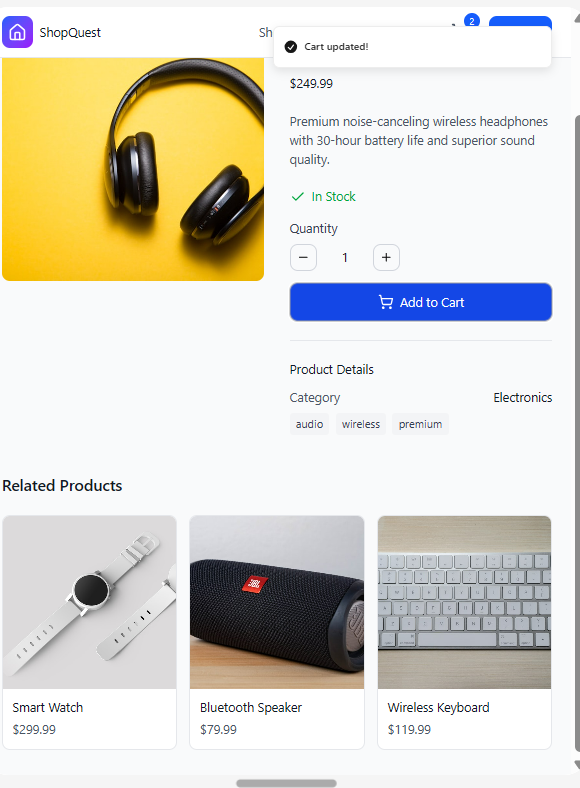 ShopQuest
Sh
2
Cart updated!
$249.99
Premium noise-canceling wireless headphones
with 30-hour battery life and superior sound
quality.
In Stock
Quantity
− 1 +
Add to Cart
Product Details
Category Electronics
audio wireless premium
Related Products
JBL
Smart Watch Bluetooth Speaker Wireless Keyboard
$299.99 $79.99 $119.99